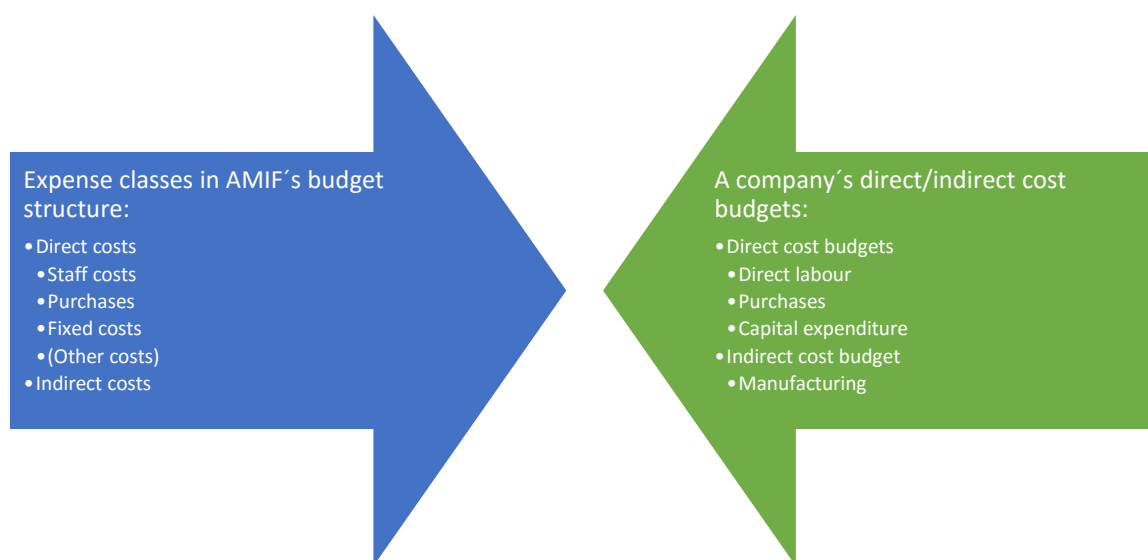 Expense classes in AMIF´s budget
structure:
•Direct costs
•Staff costs
•Purchases
•Fixed costs
•(Other costs)
•Indirect costs
A company´s direct/indirect cost
budgets:
•Direct cost budgets
•Direct labour
•Purchases
•Capital expenditure
•Indirect cost budget
•Manufacturing